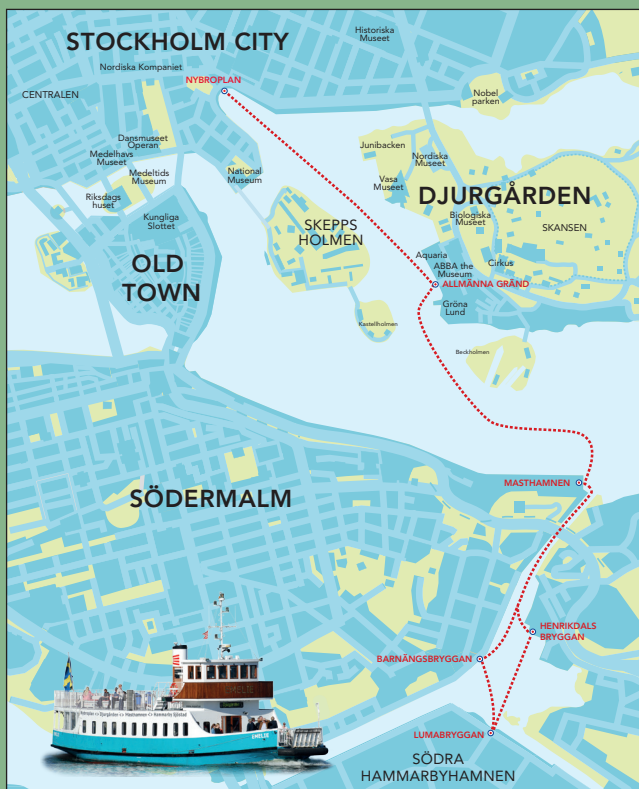 STOCKHOLM CITY
Historiska
Museet
Nordiska Kompaniet
NYBROPLAN
CENTRALEN
Nobel
parken
Dansmuseet
Operan
Junibacken
Medelhavs
Museet
Nordiska
Museet
Medeltids
Museum
National
Museum
Vasa
Museet
DJURGÅRDEN
Riksdags
huset
Kungliga
Slottet
SKEPPS
HOLMEN
Biologiska
Museet
SKANSEN
OLD
TOWN
Aquaria
ABBA the
Museum
Cirkus
ALLMÄNNA GRÄND
Gröna
Lund
Kastellholmen
Beckholmen
MASTHAMNEN
SÖDERMALM
HENRIKDALS
BRYGGAN
BARNÄNGSBRYGGAN
EMELIE
LUMABRYGGAN
SÖDRA
HAMMARBYHAMNEN